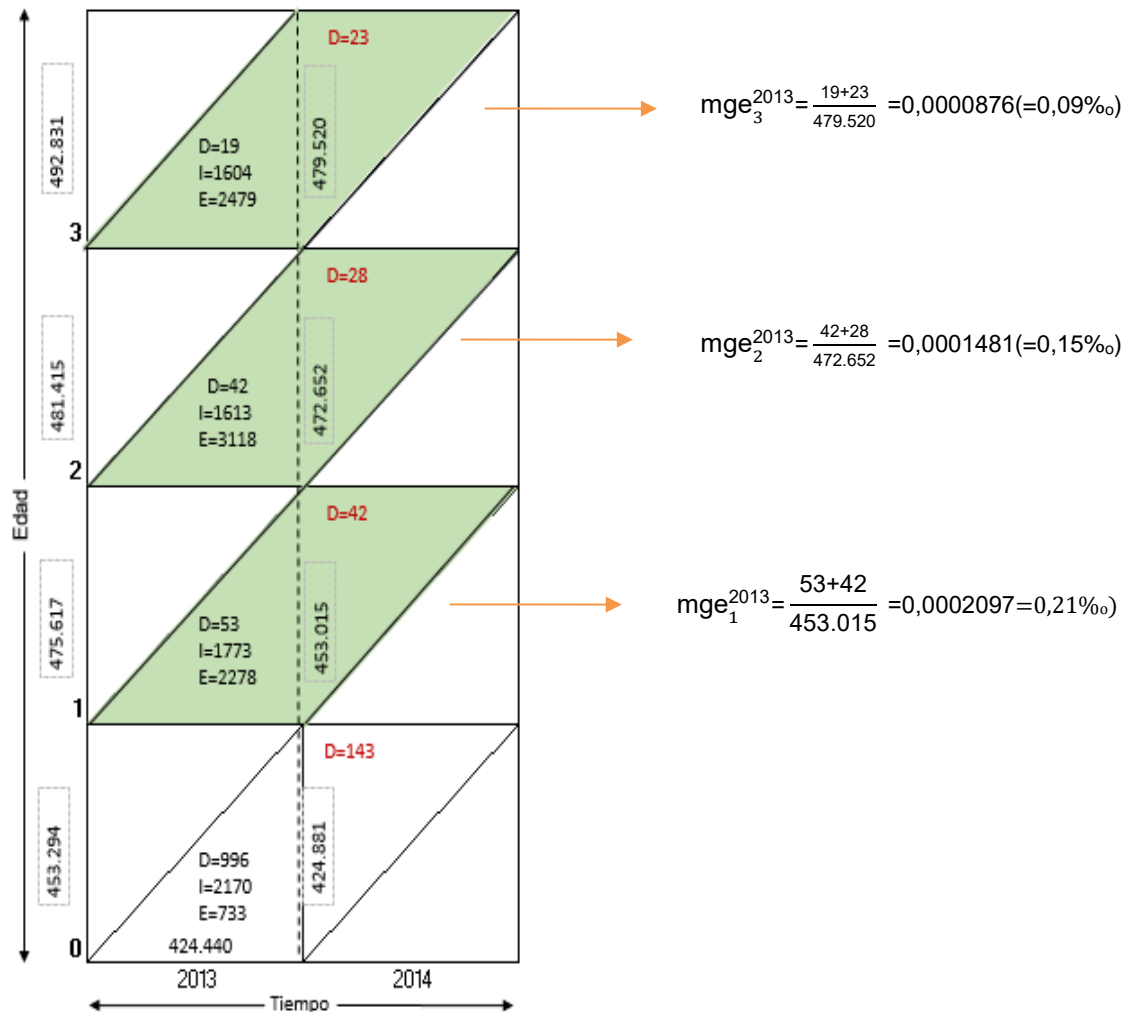 Edad
492.831
D=23
D=19
I=1604
E=2479
479.520
3
mge₃²⁰¹³= 19+23/479.520 =0,0000876(=0,09‰)
481.415
D=28
D=42
I=1613
E=3118
472.652
2
mge₂²⁰¹³= 42+28/472.652 =0,0001481(=0,15‰)
475.617
D=42
D=53
I=1773
E=2278
453.015
1
mge₁²⁰¹³= 53+42/453.015 =0,0002097=0,21‰)
453.294
D=143
D=996
I=2170
E=733
424.881
424.440
0
2013 2014
Tiempo